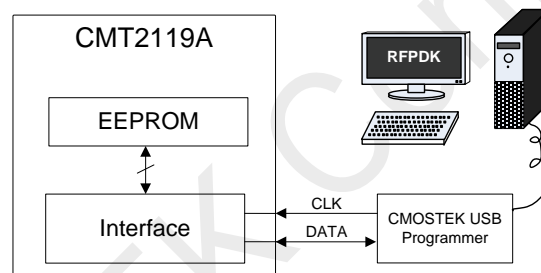 CMT2119A
RFPDK
EEPROM
Interface
CLK
DATA
CMOSTEK USB
Programmer